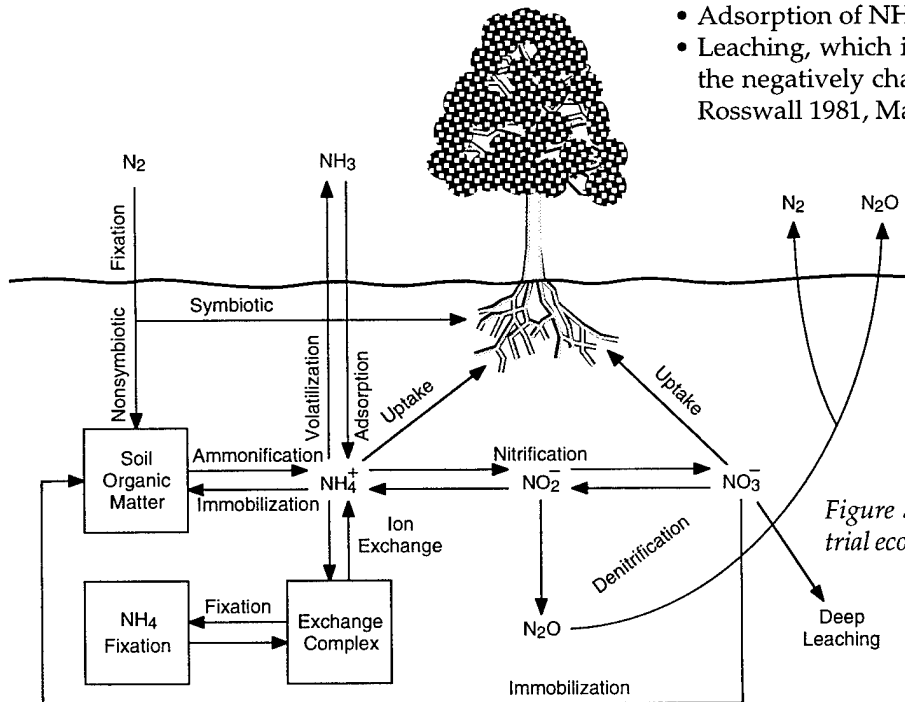 • Adsorption of NH
• Leaching, which i
the negatively cha
Rosswall 1981, Ma
N2
NH3
N2
N2O
Fixation
Symbiotic
Nonsymbiotic
Volatilization
Adsorption
Uptake
Uptake
Soil
Organic
Matter
Ammonification
Immobilization
NH4+
Nitrification
NO2−
NO3−
Ion
Exchange
Figure
trial eco
Denitrification
NH4
Fixation
Fixation
Exchange
Complex
N2O
Deep
Leaching
Immobilization